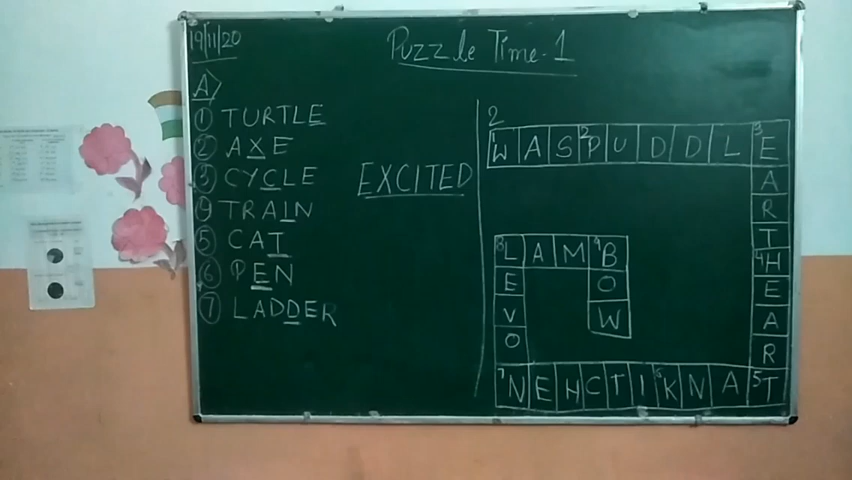 19/11/20
Puzzle Time-1
A
1 TURTLE
2 AXE
3 CYCLE
4 TRAIN
5 CAT
6 PEN
7 LADDER
EXCITED
2
1 W A S 2 P U D D L 3 E
A
R
T
4 H
E
A
R
8 L A M 9 B
E O
V W
O
7 N E H C T I 6 K N A 5 T